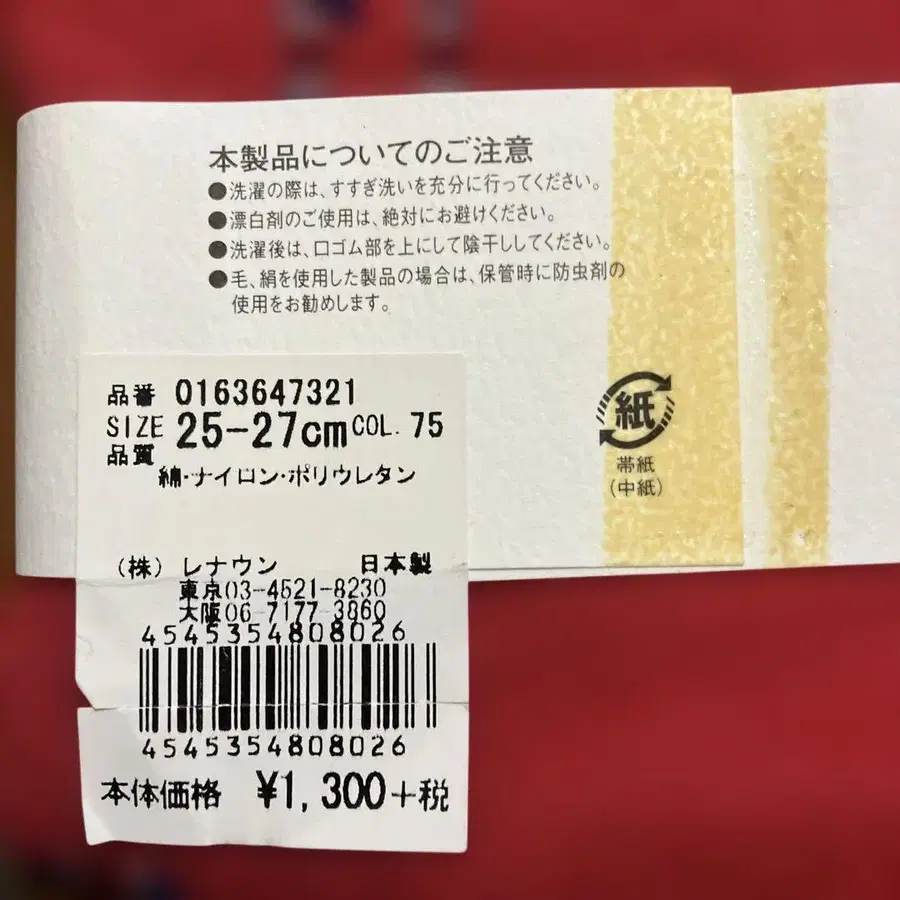 本製品についてのご注意
●洗濯の際は、すすぎ洗いを充分に行ってください。
●漂白剤のご使用は、絶対にお避けください。
●洗濯後は、口ゴム部を上にして陰干ししてください。
●毛、絹を使用した製品の場合は、保管時に防虫剤の
使用をお勧めします。
紙
帯紙
(中紙)
品番 0163647321
SIZE 25-27cm COL. 75
品質
綿・ナイロン・ポリウレタン
(株) レナウン 日本製
東京03-4521-8230
大阪06-7177-3860
4545354808026
4545354808026
本体価格 ¥1,300+税